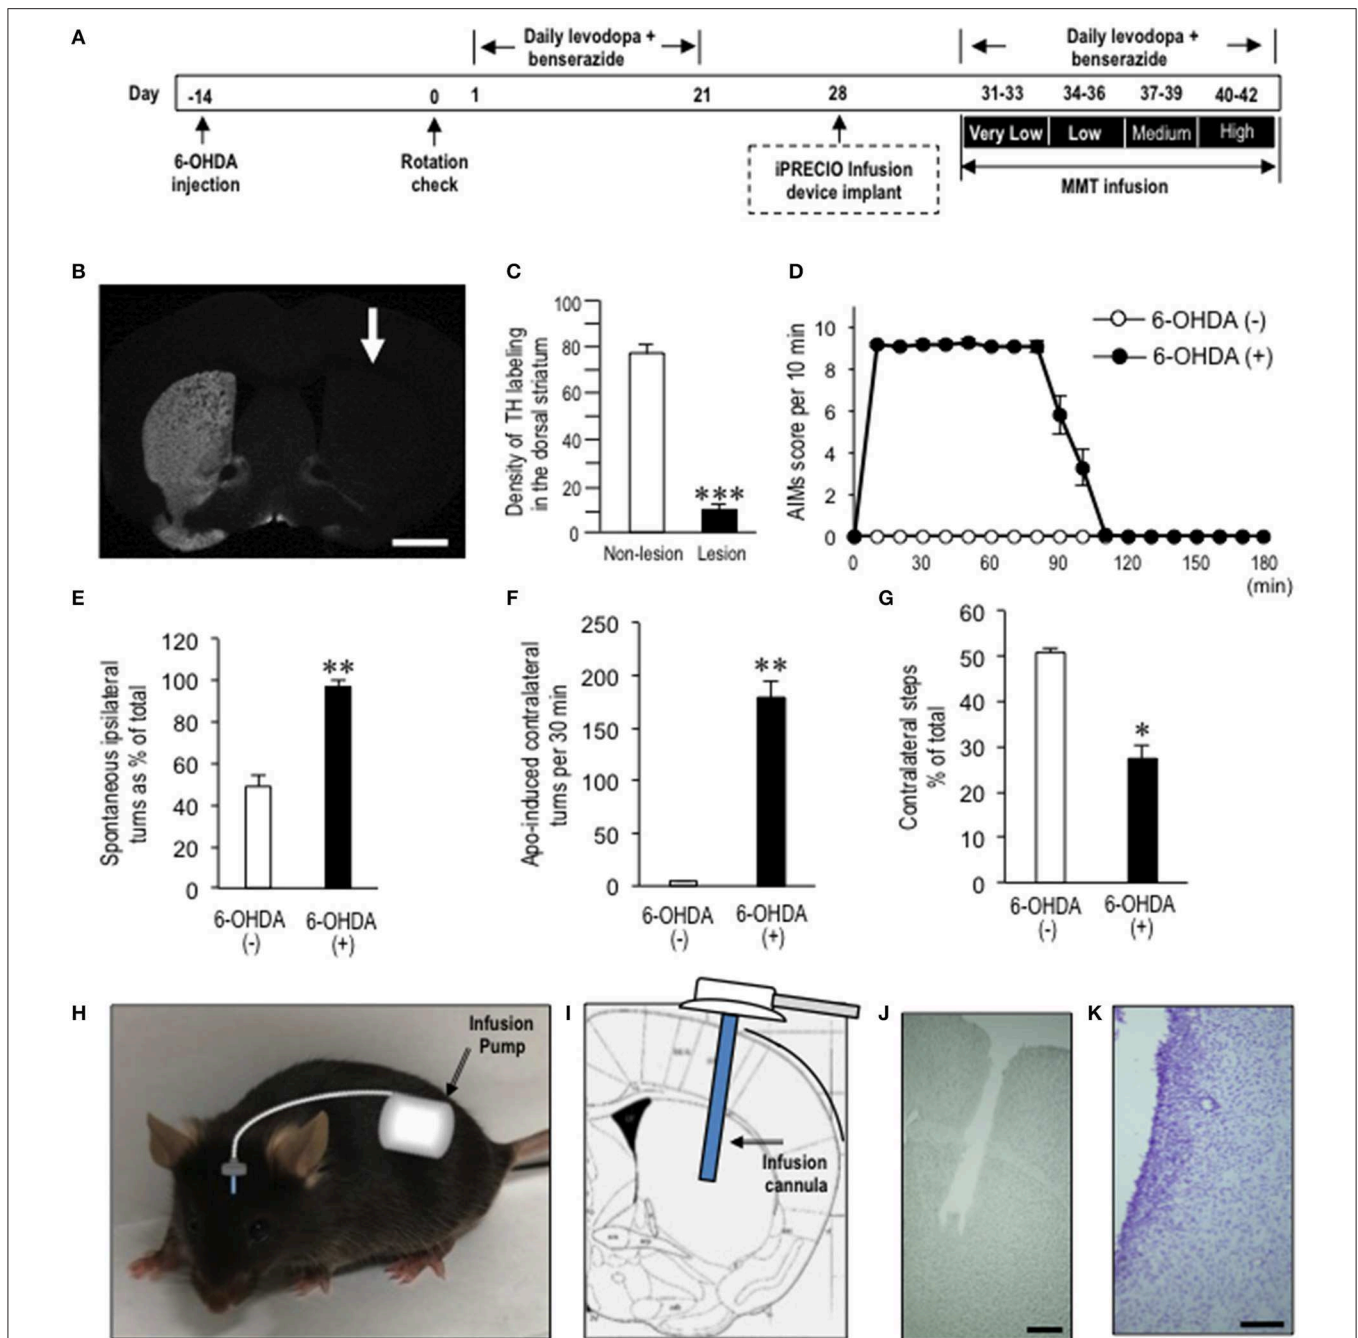 A
Daily levodopa +
benserazide
Daily levodopa +
benserazide
Day
-14
0
1
21
28
31-33
34-36
37-39
40-42
Very Low
Low
Medium
High
6-OHDA
injection
Rotation
check
iPRECIO Infusion
device implant
MMT infusion
B
C
Density of TH labeling
in the dorsal striatum
100
80
60
40
20
0
***
Non-lesion
Lesion
D
AIMs score per 10 min
10
8
6
4
2
0
0
30
60
90
120
150
180
(min)
6-OHDA (-)
6-OHDA (+)
E
Spontaneous ipsilateral
turns as % of total
120
100
80
60
40
20
0
**
6-OHDA
(-)
6-OHDA
(+)
F
Apo-induced contralateral
turns per 30 min
250
200
150
100
50
0
**
6-OHDA
(-)
6-OHDA
(+)
G
Contralateral steps
% of total
60
50
40
30
20
10
0
*
6-OHDA
(-)
6-OHDA
(+)
H
Infusion
Pump
I
Infusion
cannula
J
K